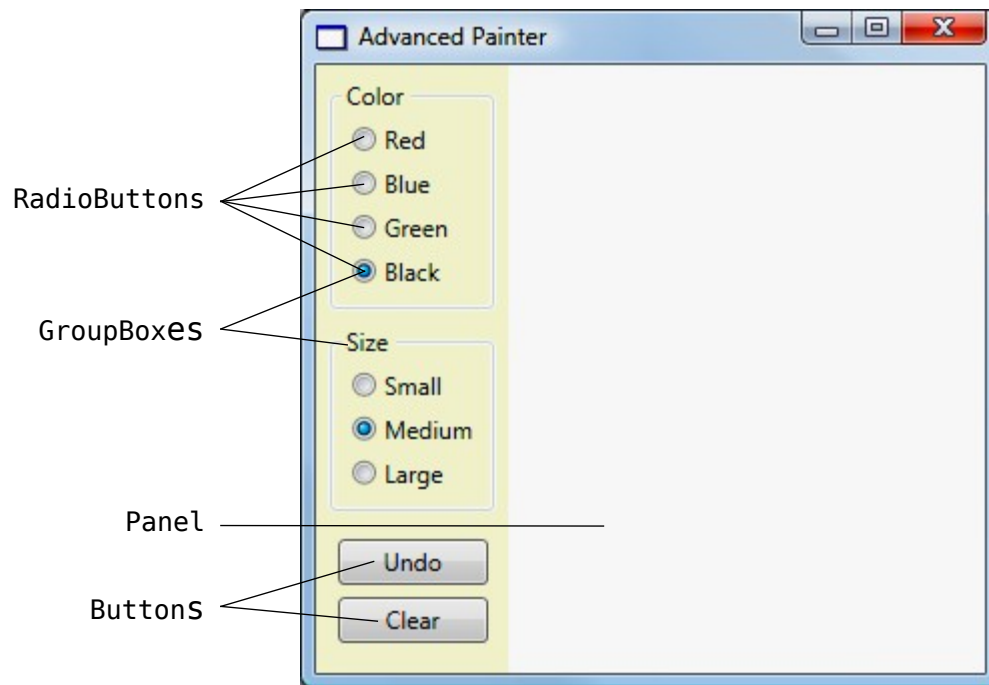 Advanced Painter
Color
Red
Blue
RadioButtons
Green
Black
GroupBoxes
Size
Small
Medium
Large
Panel
Undo
Buttons
Clear